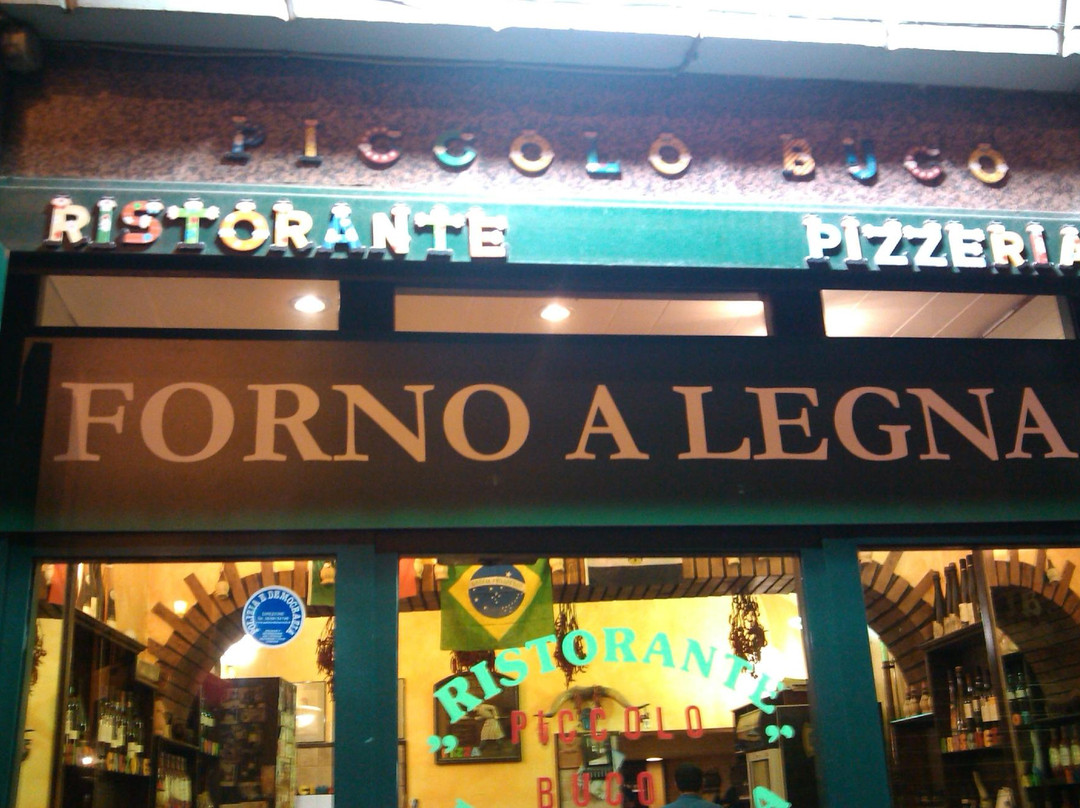 PICCOLO BUCO
RISTORANTE PIZZERIA
FORNO A LEGNA
RISTORANTE
"PiCCOLO"
BUCO